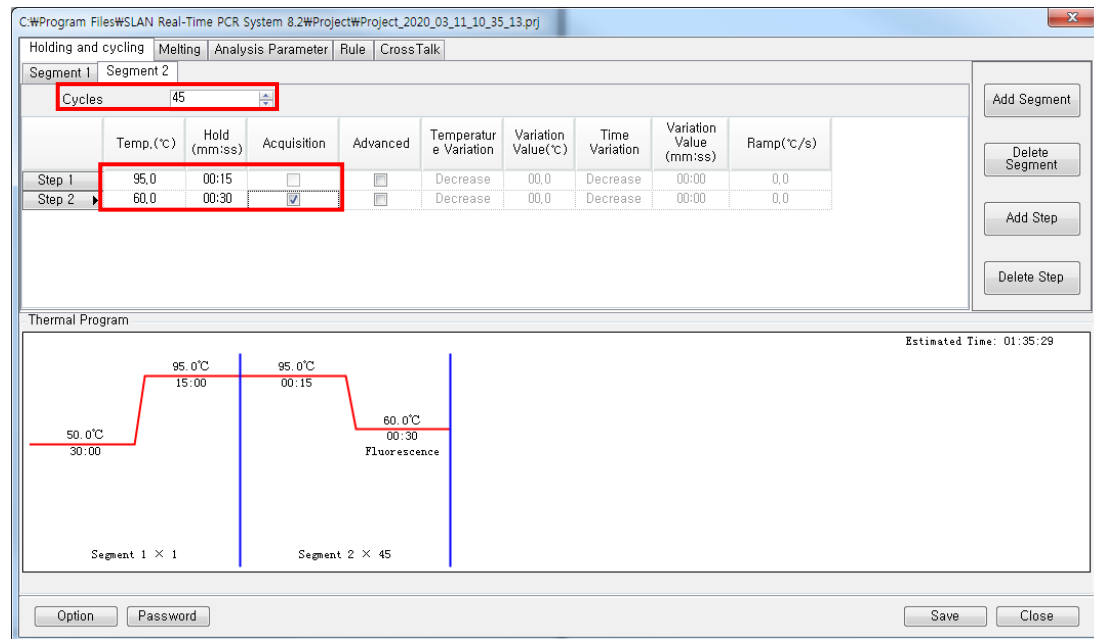 C:₩Program Files₩SLAN Real-Time PCR System 8.2₩Project₩Project_2020_03_11_10_35_13.prj
Holding and cycling Melting Analysis Parameter Rule CrossTalk
Segment 1 Segment 2
Cycles 45
Temp.(℃) Hold (mm:ss) Acquisition Advanced Temperatur e Variation Variation Value(℃) Time Variation Variation Value (mm:ss) Ramp(℃/s)
Step 1 95.0 00:15 Decrease 00.0 Decrease 00:00 0.0
Step 2 60.0 00:30 Decrease 00.0 Decrease 00:00 0.0
Add Segment
Delete Segment
Add Step
Delete Step
Thermal Program
Estimated Time: 01:35:29
95.0℃ 95.0℃
15:00 00:15
60.0℃
50.0℃ 00:30
30:00 Fluorescence
Segment 1 × 1 Segment 2 × 45
Option Password Save Close